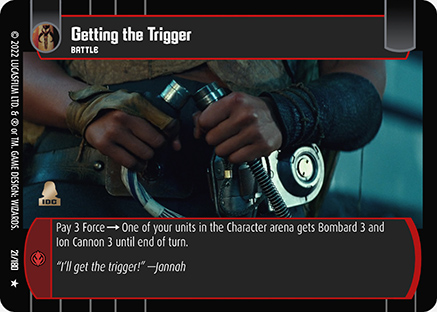 Getting the Trigger
BATTLE
© 2022 LUCASFILM LTD. & ® or TM. GAME DESIGN: WIZARDS.
21/180
IDC
Pay 3 Force → One of your units in the Character arena gets Bombard 3 and
Ion Cannon 3 until end of turn.
"I'll get the trigger!" —Jannah